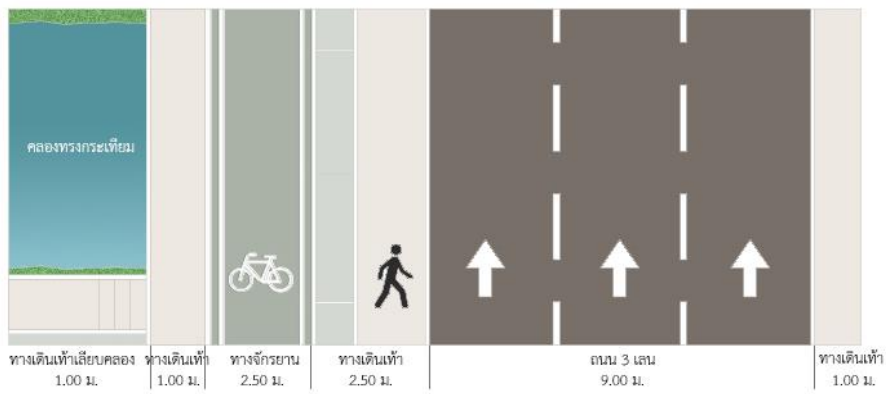 คลองทรงกระเทียม
ทางเดินเท้าเลียบคลอง
1.00 ม.
ทางเดินเท้า
1.00 ม.
ทางจักรยาน
2.50 ม.
ทางเดินเท้า
2.50 ม.
ถนน 3 เลน
9.00 ม.
ทางเดินเท้า
1.00 ม.